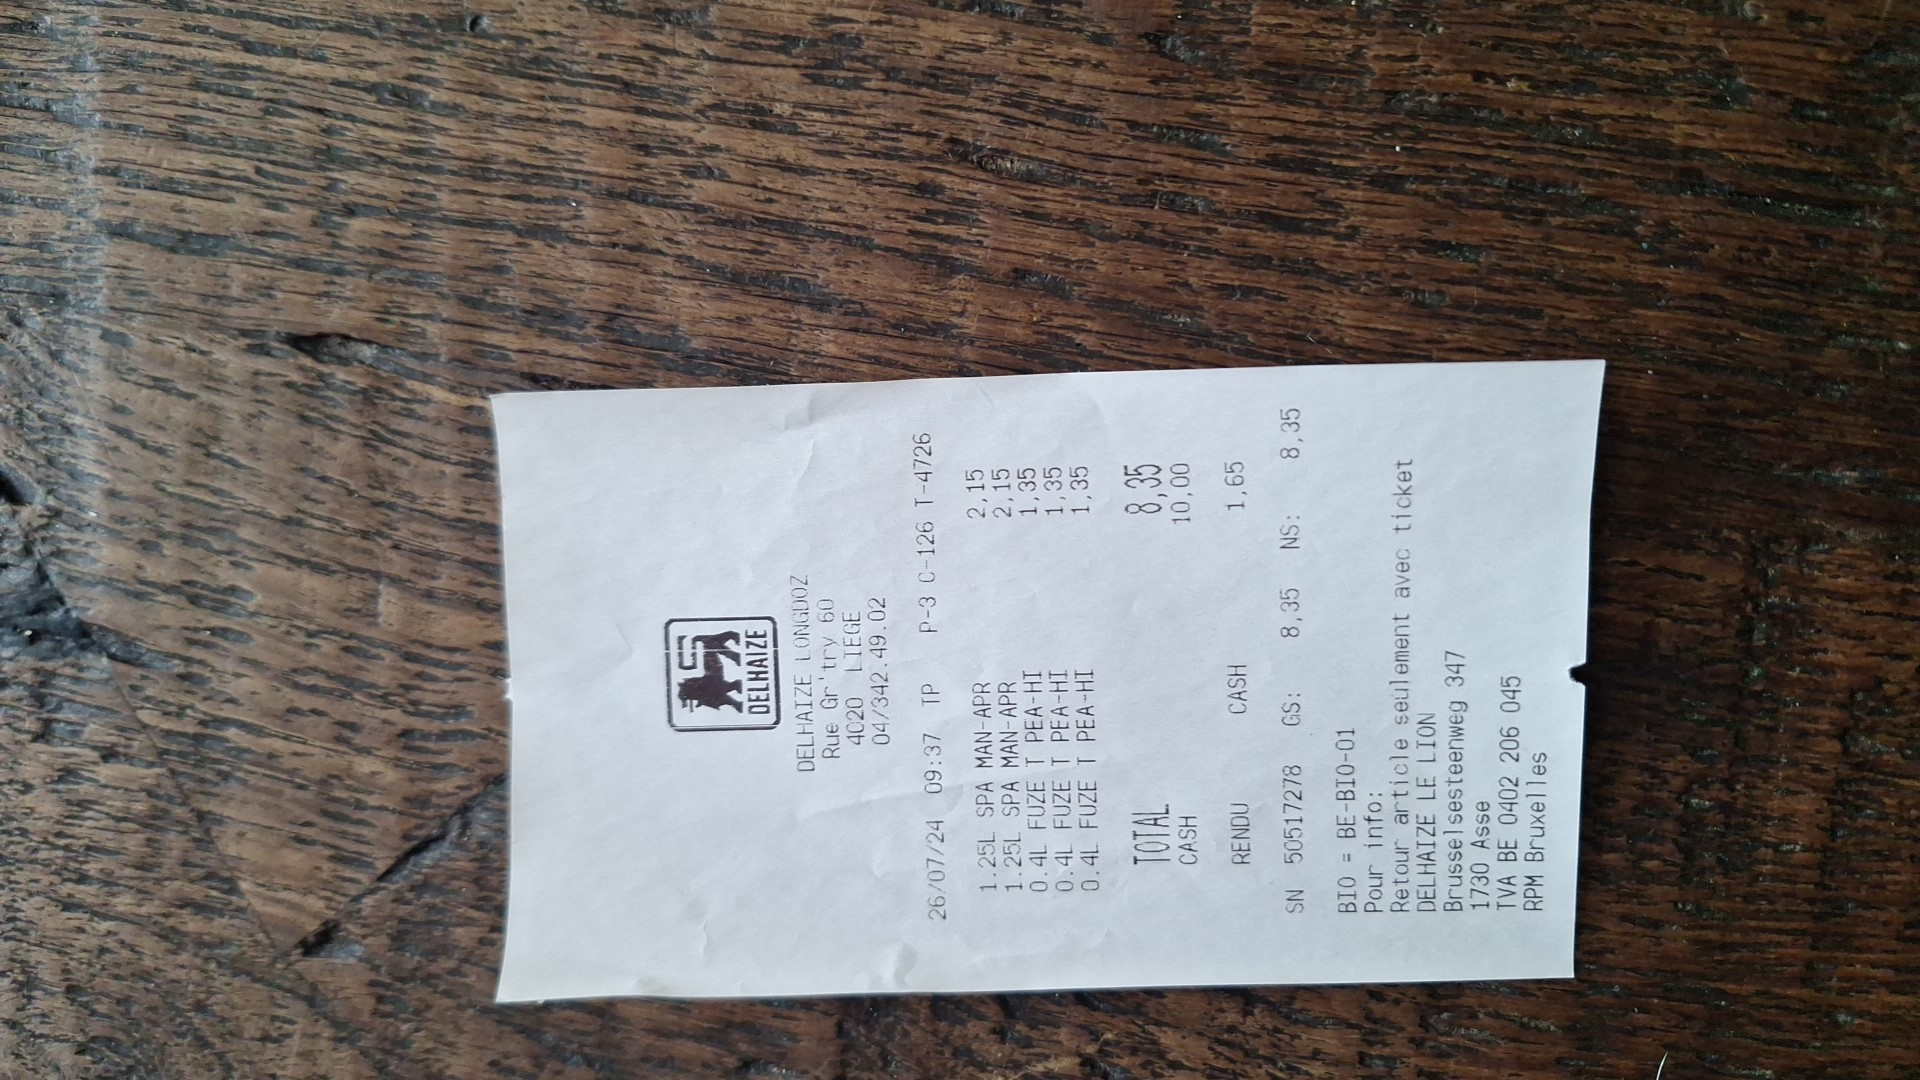 DELHAIZE
DELHAIZE LONGDOZ
Rue Gr'try 60
4020 LIEGE
04/342.49.02
26/07/24 09:37 TP P-3 C-126 T-4726
1.25L SPA MAN-APR 2,15
1.25L SPA MAN-APR 2,15
0.4L FUZE T PEA-HI 1,35
0.4L FUZE T PEA-HI 1,35
0.4L FUZE T PEA-HI 1,35
TOTAL 8,35
CASH 10,00
RENDU CASH 1,65
SN 50517278 GS: 8,35 NS: 8,35
BIO = BE-BIO-01
Pour info:
Retour article seulement avec ticket
DELHAIZE LE LION
Brusselsesteenweg 347
1730 Asse
TVA BE 0402 206 045
RPM Bruxelles